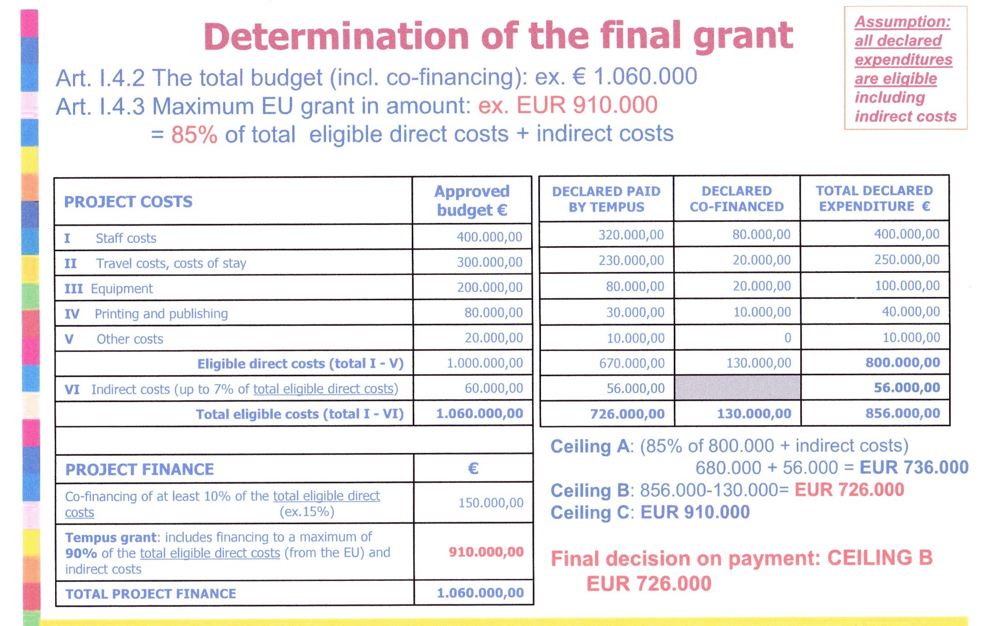 Determination of the final grant
Assumption:
all declared
expenditures
are eligible
including
indirect costs
Art. I.4.2 The total budget (incl. co-financing): ex. € 1.060.000
Art. I.4.3 Maximum EU grant in amount: ex. EUR 910.000
= 85% of total eligible direct costs + indirect costs
PROJECT COSTS Approved budget €
I Staff costs 400.000,00
II Travel costs, costs of stay 300.000,00
III Equipment 200.000,00
IV Printing and publishing 80.000,00
V Other costs 20.000,00
Eligible direct costs (total I - V) 1.000.000,00
VI Indirect costs (up to 7% of total eligible direct costs) 60.000,00
Total eligible costs (total I - VI) 1.060.000,00
PROJECT FINANCE €
Co-financing of at least 10% of the total eligible direct
costs (ex.15%) 150.000,00
Tempus grant: includes financing to a maximum of
90% of the total eligible direct costs (from the EU) and 910.000,00
indirect costs
TOTAL PROJECT FINANCE 1.060.000,00
DECLARED PAID BY TEMPUS DECLARED CO-FINANCED TOTAL DECLARED EXPENDITURE €
320.000,00 80.000,00 400.000,00
230.000,00 20.000,00 250.000,00
80.000,00 20.000,00 100.000,00
30.000,00 10.000,00 40.000,00
10.000,00 0 10.000,00
670.000,00 130.000,00 800.000,00
56.000,00 56.000,00
726.000,00 130.000,00 856.000,00
Ceiling A: (85% of 800.000 + indirect costs)
680.000 + 56.000 = EUR 736.000
Ceiling B: 856.000-130.000= EUR 726.000
Ceiling C: EUR 910.000
Final decision on payment: CEILING B
EUR 726.000